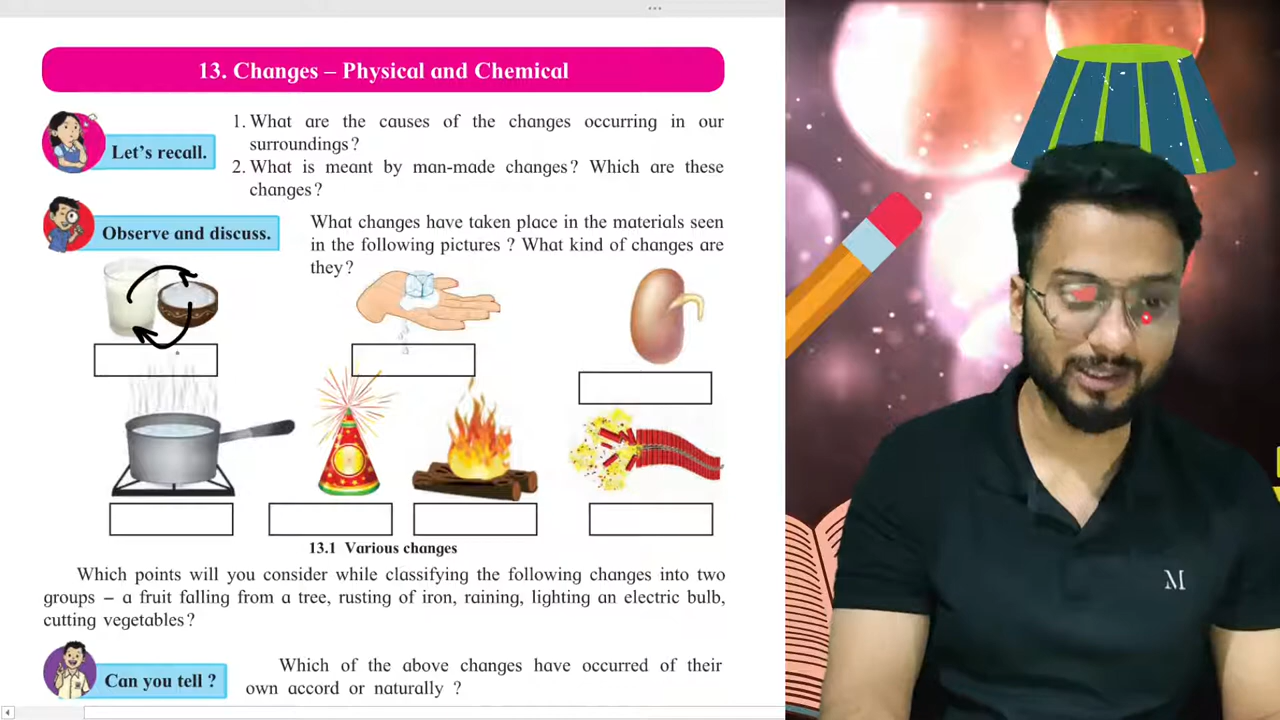 13. Changes – Physical and Chemical
Let's recall.
1. What are the causes of the changes occurring in our
surroundings?
2. What is meant by man-made changes? Which are these
changes?
Observe and discuss.
What changes have taken place in the materials seen
in the following pictures ? What kind of changes are
they?
13.1 Various changes
Which points will you consider while classifying the following changes into two
groups – a fruit falling from a tree, rusting of iron, raining, lighting an electric bulb,
cutting vegetables?
Can you tell ?
Which of the above changes have occurred of their
own accord or naturally ?
M